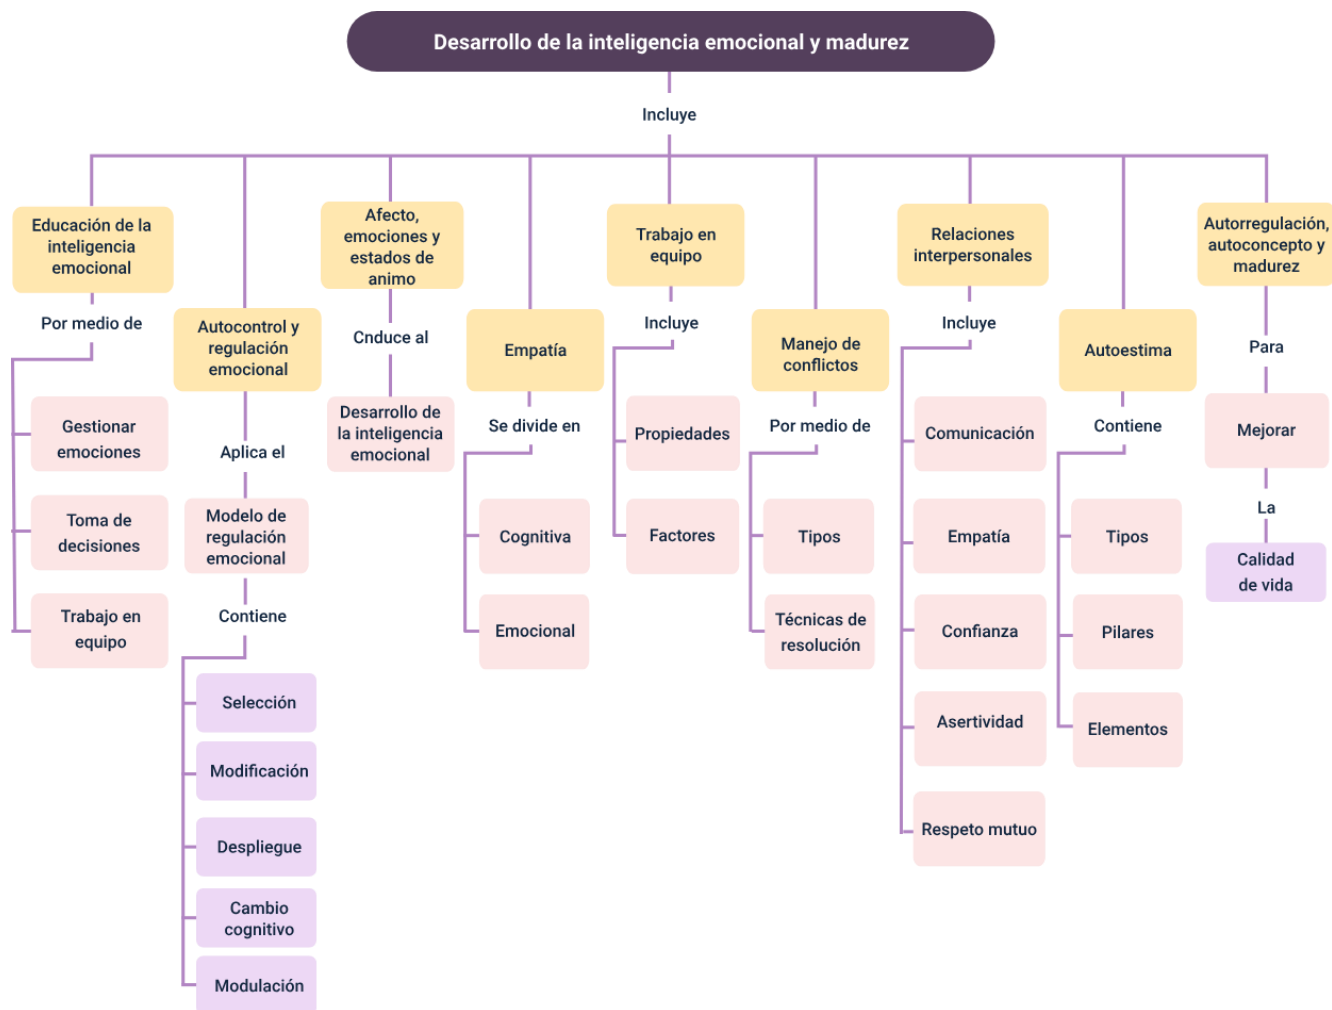 Desarrollo de la inteligencia emocional y madurez
Incluye
Educación de la
inteligencia
emocional
Por medio de
Gestionar
emociones
Toma de
decisiones
Trabajo en
equipo
Autocontrol y
regulación
emocional
Aplica el
Modelo de
regulación
emocional
Contiene
Selección
Modificación
Despliegue
Cambio
cognitivo
Modulación
Afecto,
emociones y
estados de
animo
Cnduce al
Desarrollo de
la inteligencia
emocional
Empatía
Se divide en
Cognitiva
Emocional
Trabajo en
equipo
Incluye
Propiedades
Factores
Manejo de
conflictos
Por medio de
Tipos
Técnicas de
resolución
Relaciones
interpersonales
Incluye
Comunicación
Empatía
Confianza
Asertividad
Respeto mutuo
Autoestima
Contiene
Tipos
Pilares
Elementos
Autorregulación,
autoconcepto y
madurez
Para
Mejorar
La
Calidad
de vida